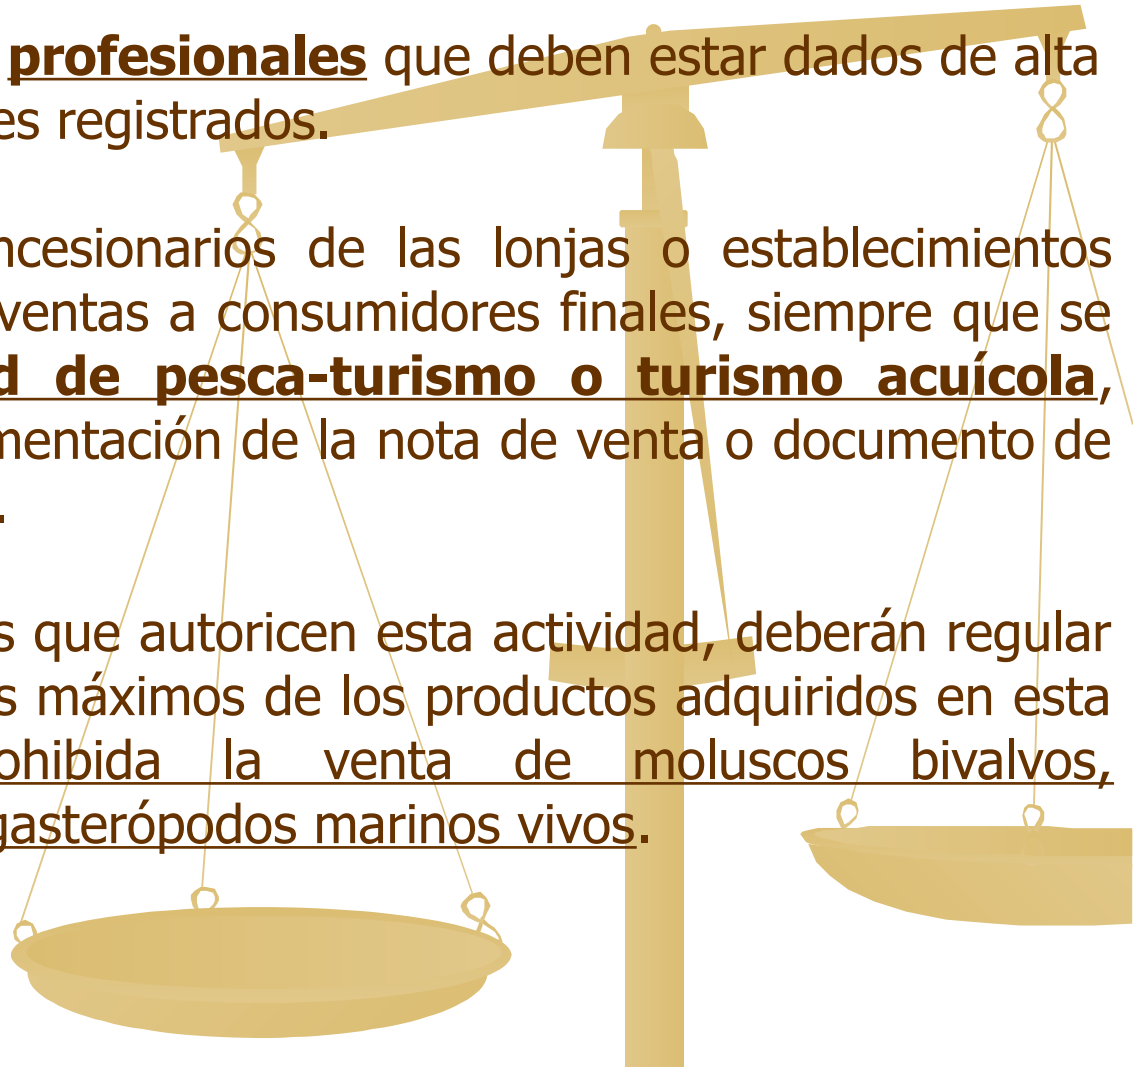 profesionales que deben estar dados de alta
es registrados.
ncesionarios de las lonjas o establecimientos
ventas a consumidores finales, siempre que se
d de pesca-turismo o turismo acuícola,
mentación de la nota de venta o documento de
.
s que autoricen esta actividad, deberán regular
s máximos de los productos adquiridos en esta
ohibida la venta de moluscos bivalvos,
gasterópodos marinos vivos.